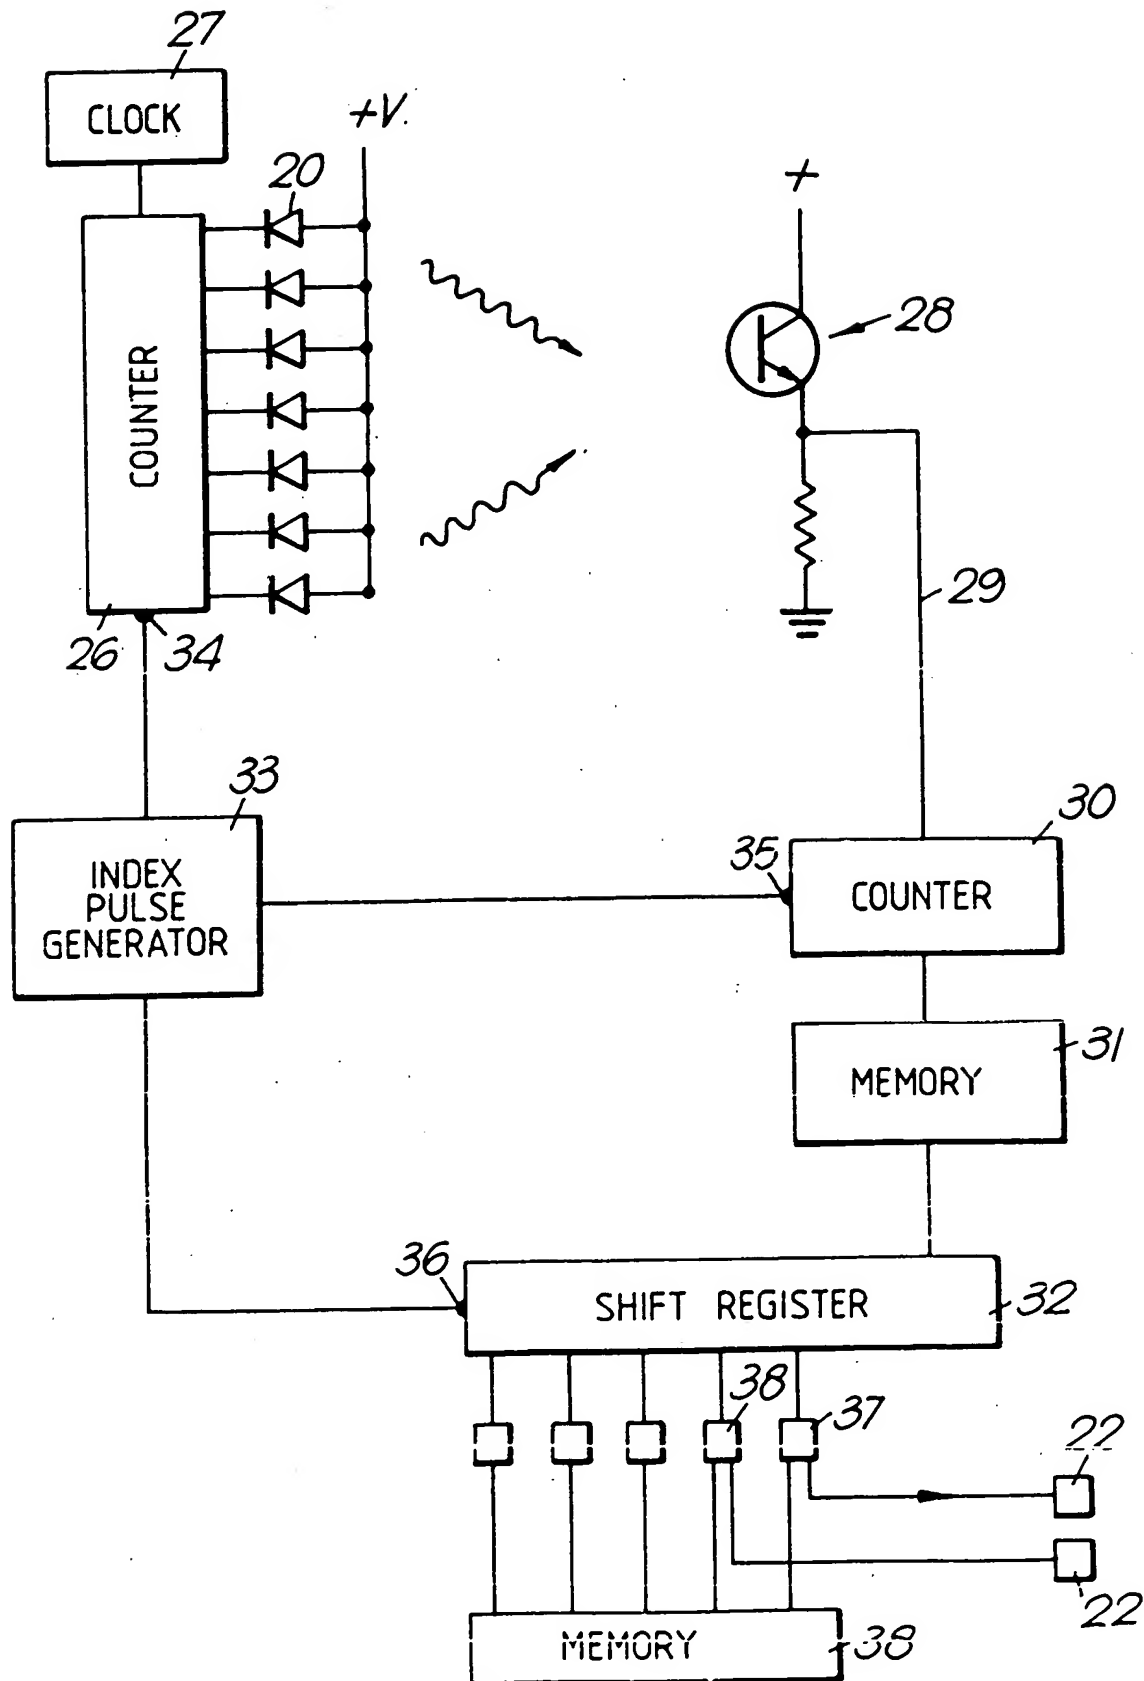 27
CLOCK
+V.
20
+
28
COUNTER
29
26
34
33
30
INDEX
PULSE
GENERATOR
35
COUNTER
31
MEMORY
36
SHIFT REGISTER
32
38
37
22
22
MEMORY
38